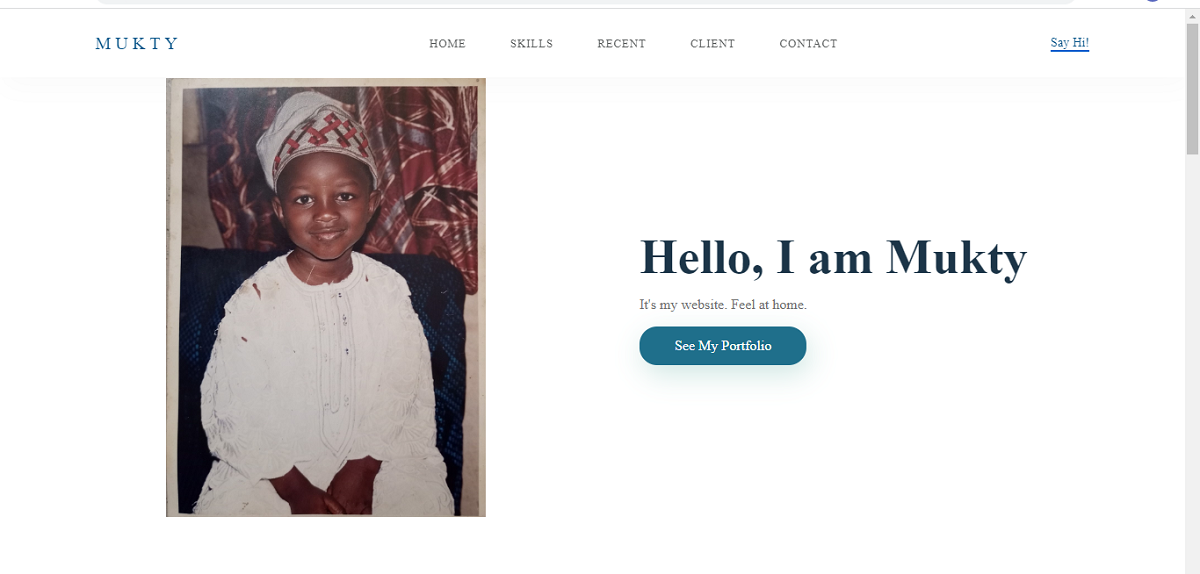 MUKTY
HOME SKILLS RECENT CLIENT CONTACT
Say Hi!
Hello, I am Mukty
It's my website. Feel at home.
See My Portfolio